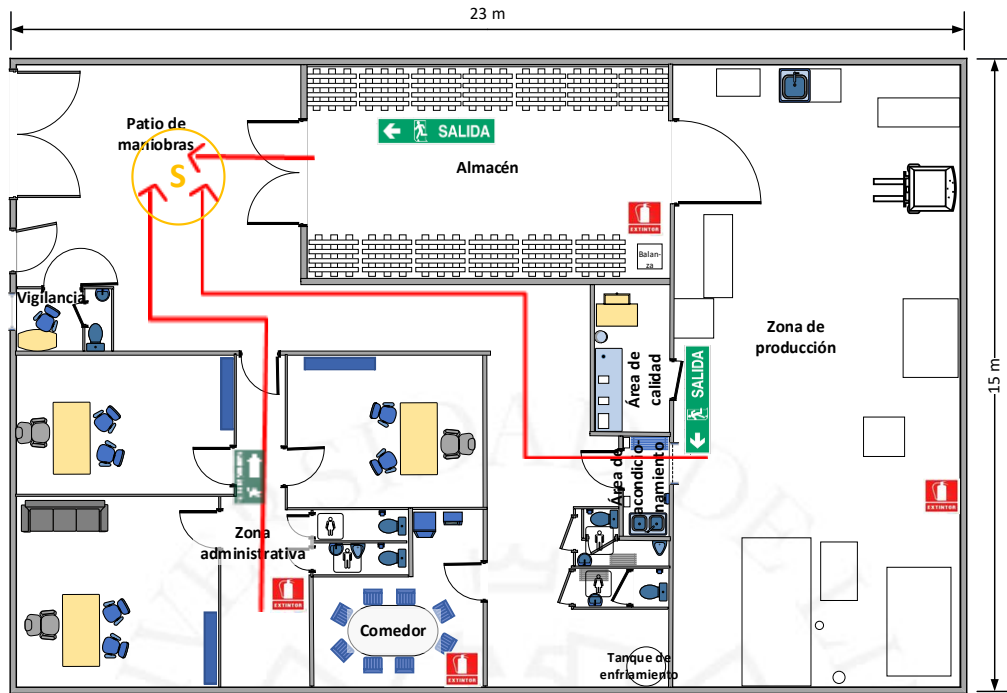 23 m
Patio de
maniobras
S
SALIDA
Almacén
EXTINTOR
Balan-
za
Vigilancia
Zona de
producción
15 m
Área de
calidad
SALIDA
Área de
acondicio-
namiento
EXTINTOR
Zona
administrativa
EXTINTOR
Comedor
EXTINTOR
Tanque de
enfriamiento